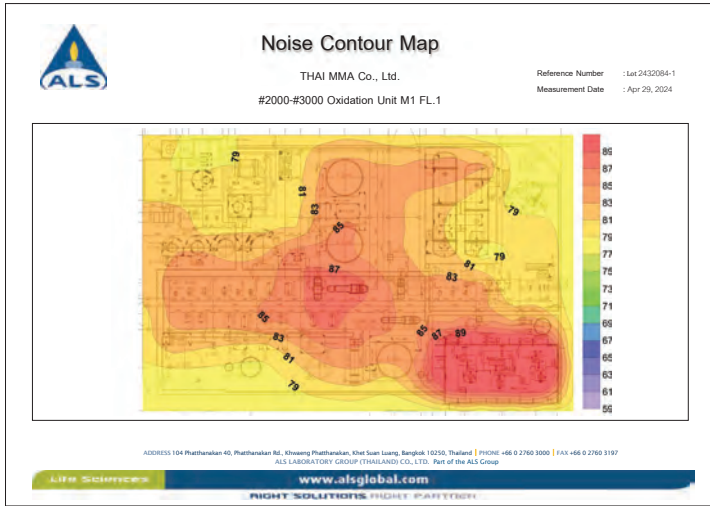 ALS
Noise Contour Map
THAI MMA Co., Ltd.
#2000-#3000 Oxidation Unit M1 FL.1
Reference Number : Lot 2432084-1
Measurement Date : Apr 29, 2024
79
81
83
85
79
79
81
83
87
85
83
81
79
85
87
89
89
87
85
83
81
79
77
75
73
71
69
67
65
63
61
59
ADDRESS 104 Phatthanakan 40, Phatthanakan Rd., Khwaeng Phatthanakan, Khet Suan Luang, Bangkok 10250, Thailand | PHONE +66 0 2760 3000 | FAX +66 0 2760 3197
ALS LABORATORY GROUP (THAILAND) CO., LTD. Part of the ALS Group
Life Sciences
www.alsglobal.com
RIGHT SOLUTIONS RIGHT PARTNER